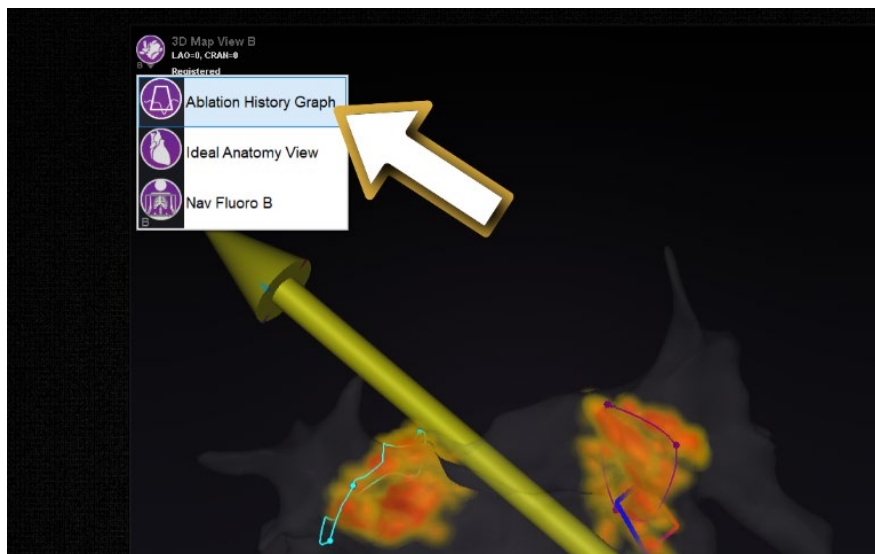 3D Map View B
LAO=0, CRAN=0
B
Registered
Ablation History Graph
Ideal Anatomy View
Nav Fluoro B
B